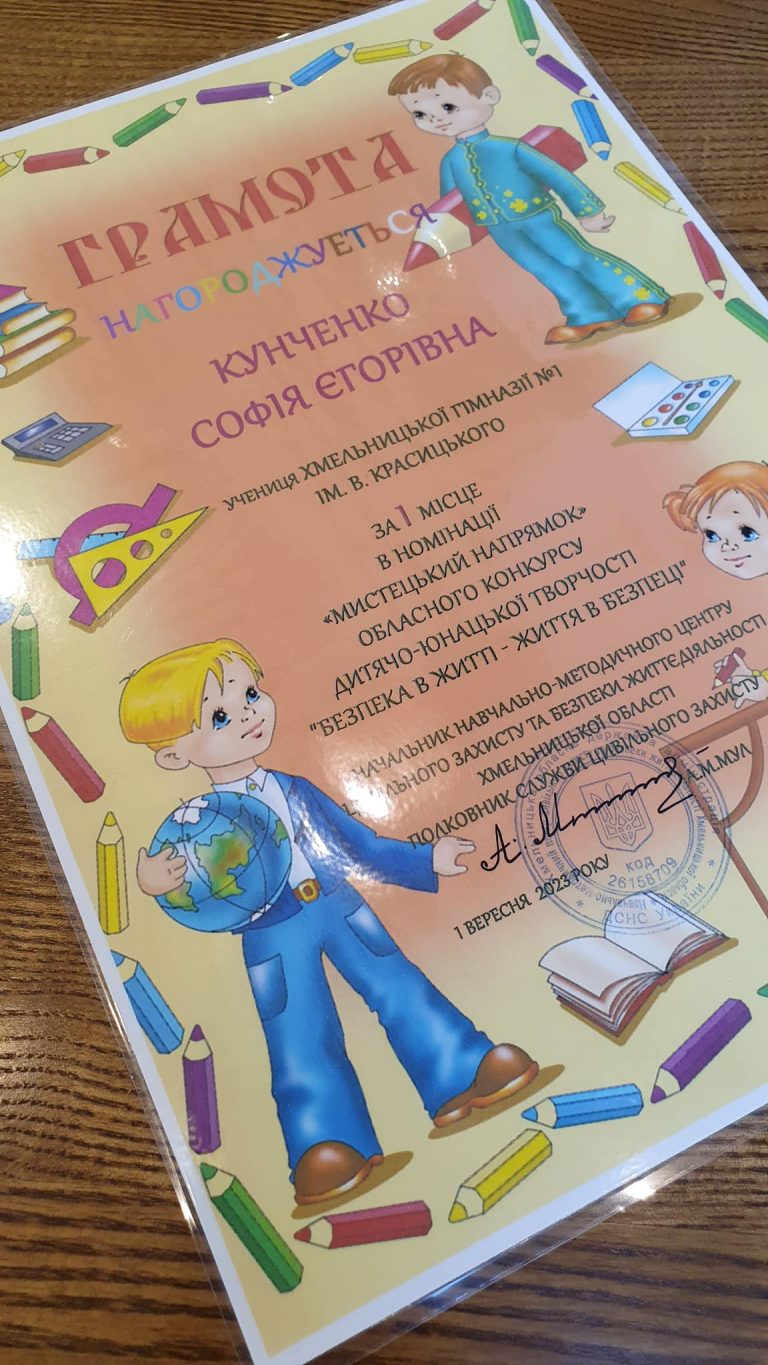 ГРАМОТА
НАГОРОДЖУЄТЬСЯ
КУНЧЕНКО
СОФІЯ ЄГОРІВНА
УЧЕНИЦЯ ХМЕЛЬНИЦЬКОЇ ГІМНАЗІЇ №1
ІМ. В. КРАСИЦЬКОГО
ЗА 1 МІСЦЕ
В НОМІНАЦІЇ
«МИСТЕЦЬКИЙ НАПРЯМОК»
ОБЛАСНОГО КОНКУРСУ
ДИТЯЧО-ЮНАЦЬКОЇ ТВОРЧОСТІ
"БЕЗПЕКА В ЖИТТІ - ЖИТТЯ В БЕЗПЕЦІ"
НАЧАЛЬНИК НАВЧАЛЬНО-МЕТОДИЧНОГО ЦЕНТРУ
ЦИВІЛЬНОГО ЗАХИСТУ ТА БЕЗПЕКИ ЖИТТЄДІЯЛЬНОСТІ
ХМЕЛЬНИЦЬКОЇ ОБЛАСТІ
ПОЛКОВНИК СЛУЖБИ ЦИВІЛЬНОГО ЗАХИСТУ
1 ВЕРЕСНЯ 2023 РОКУ
КОД
26158709
ДСНС УКРАЇНИ